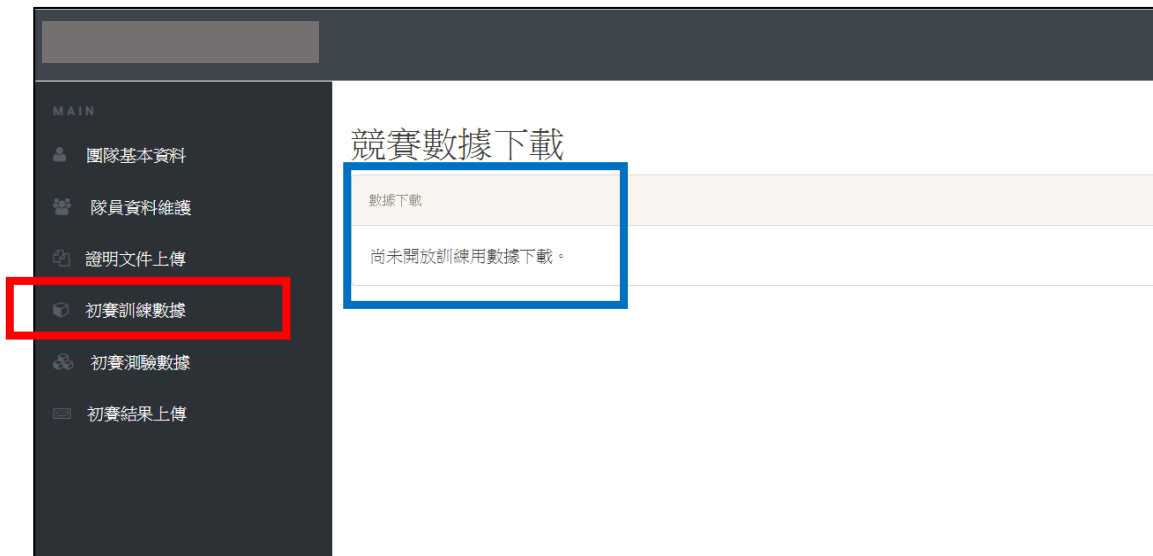 MAIN
團隊基本資料
隊員資料維護
證明文件上傳
初賽訓練數據
初賽測驗數據
初賽結果上傳
競賽數據下載
數據下載
尚未開放訓練用數據下載。